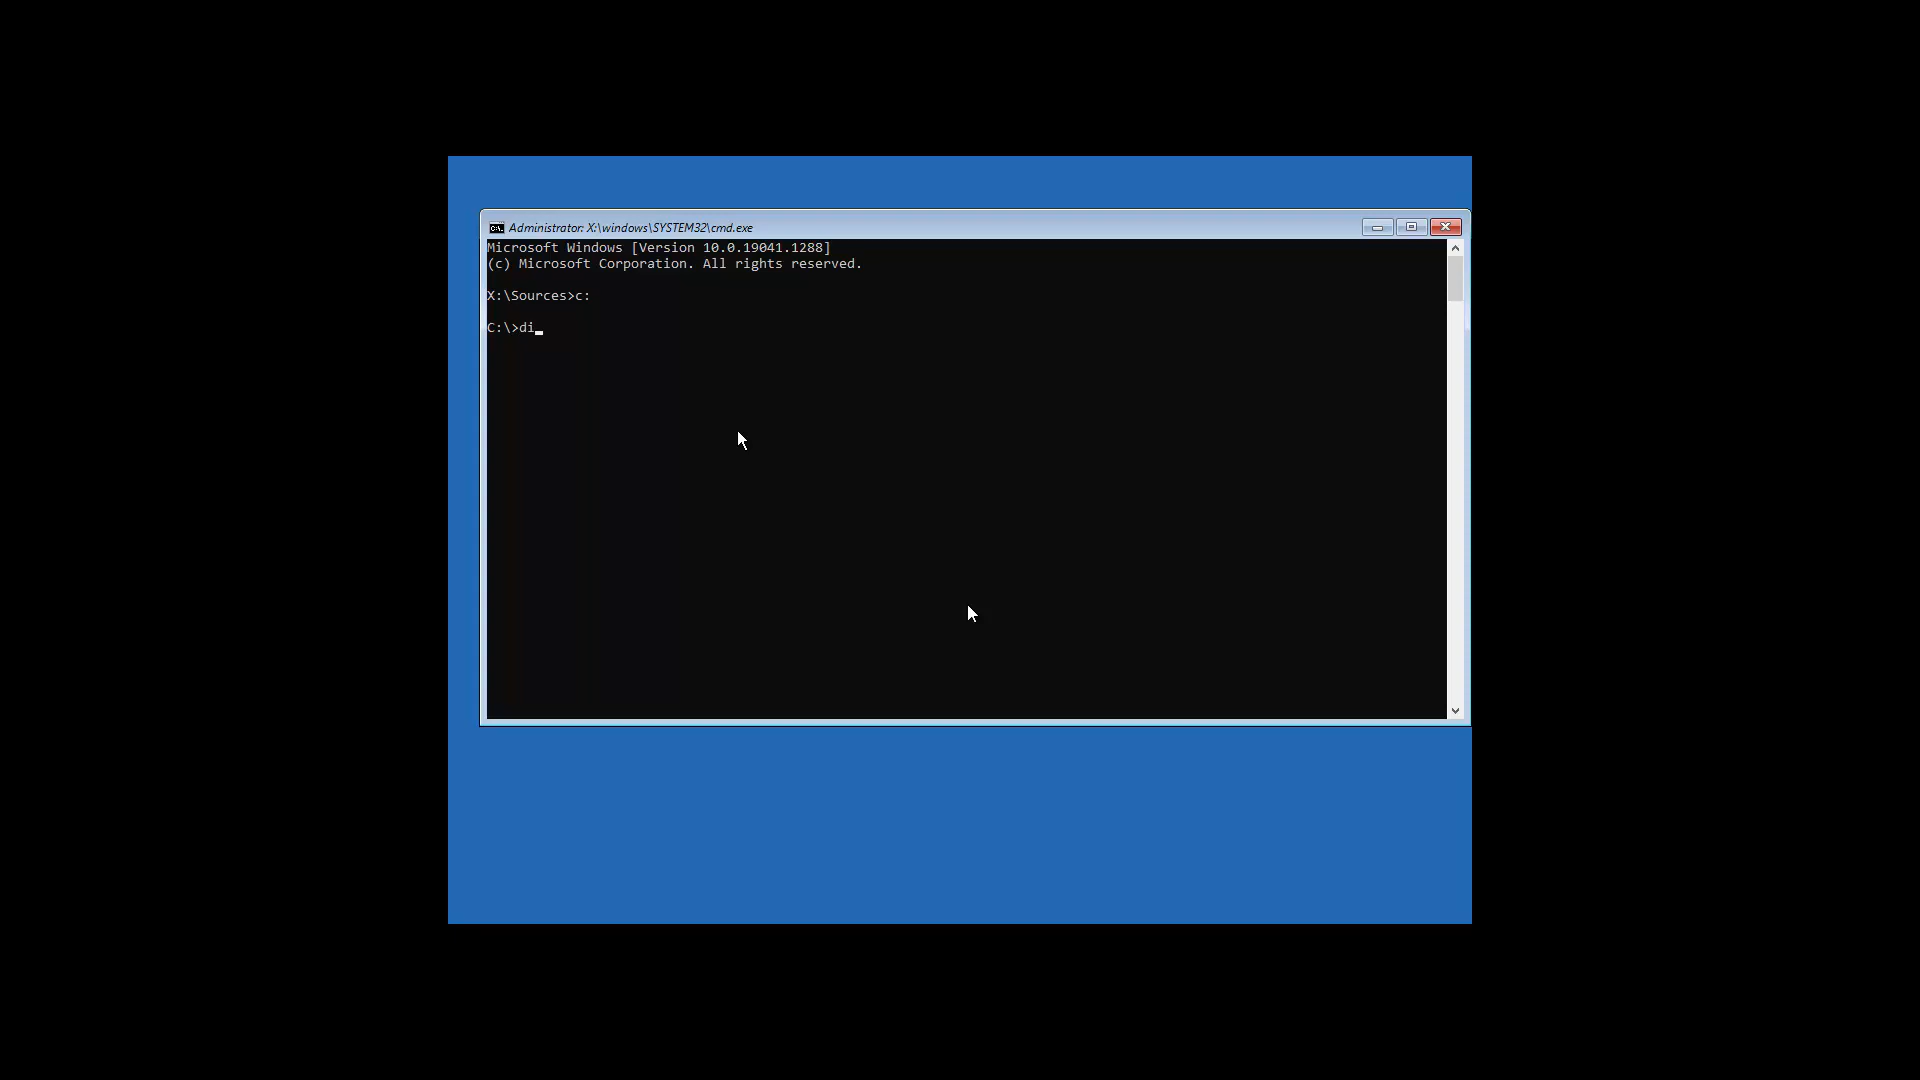 Administrator: X:\windows\SYSTEM32\cmd.exe
Microsoft Windows [Version 10.0.19041.1288]
(c) Microsoft Corporation. All rights reserved.
X:\Sources>c:
C:\>di_